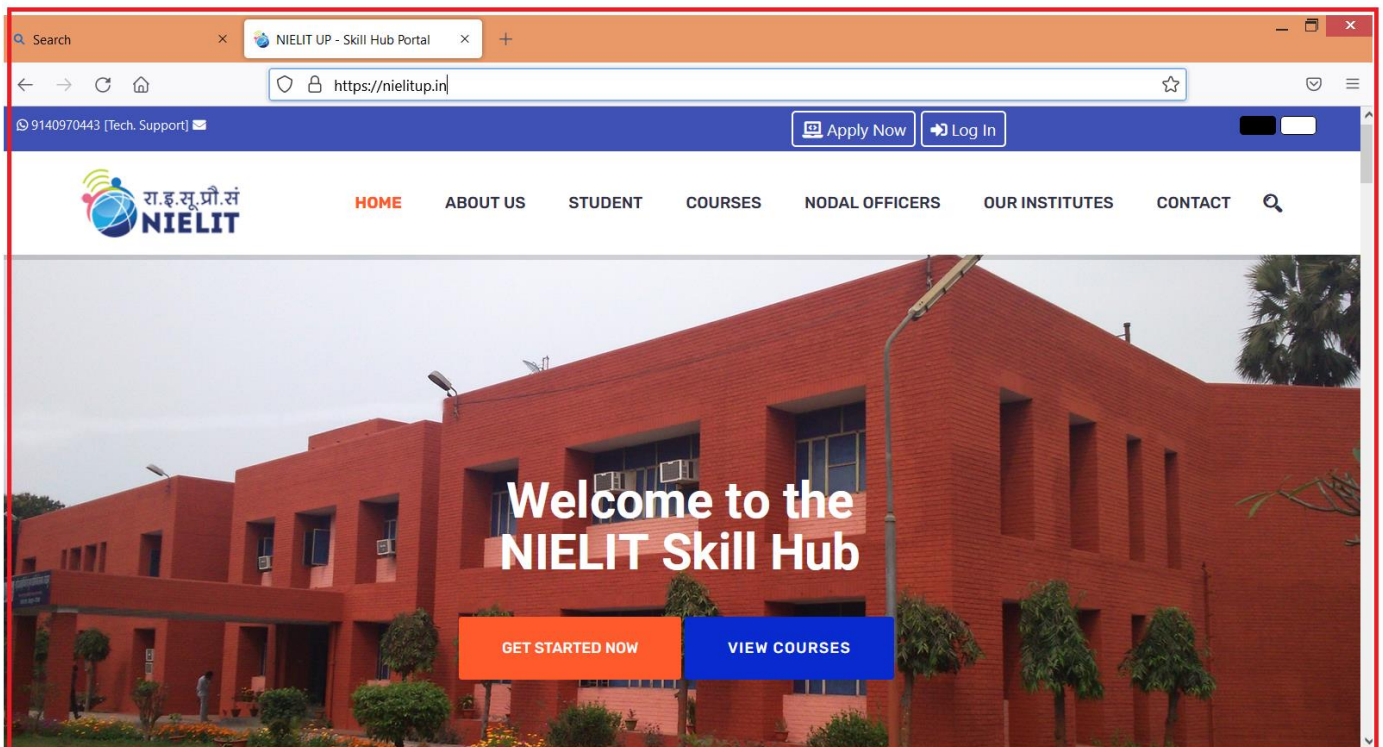 Search
NIELIT UP - Skill Hub Portal
https://nielitup.in
9140970443 [Tech. Support]
Apply Now
Log In
रा.इ.सू.प्रौ.सं
NIELIT
HOME ABOUT US STUDENT COURSES NODAL OFFICERS OUR INSTITUTES CONTACT
Welcome to the
NIELIT Skill Hub
GET STARTED NOW
VIEW COURSES